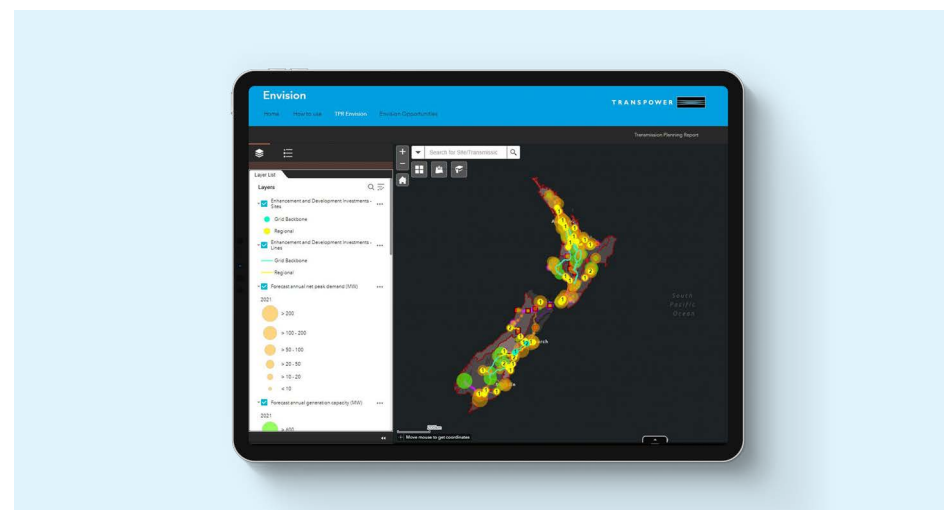 Envision
TRANSPOWER
Home How to use TPR Envision Envision Opportunities
Transmission Planning Report
Search for Site/Transmissic
Layer List
Layers
Enhancement and Development Investments -
Sites
Grid Backbone
Regional
Enhancement and Development Investments -
Lines
Grid Backbone
Regional
Forecast annual net peak demand (MW)
2021
> 200
> 100 - 200
> 50 - 100
> 20 - 50
> 10 - 20
< 10
Forecast annual generation capacity (MW)
2021
> 600
South
Pacific
Ocean
Move mouse to get coordinates